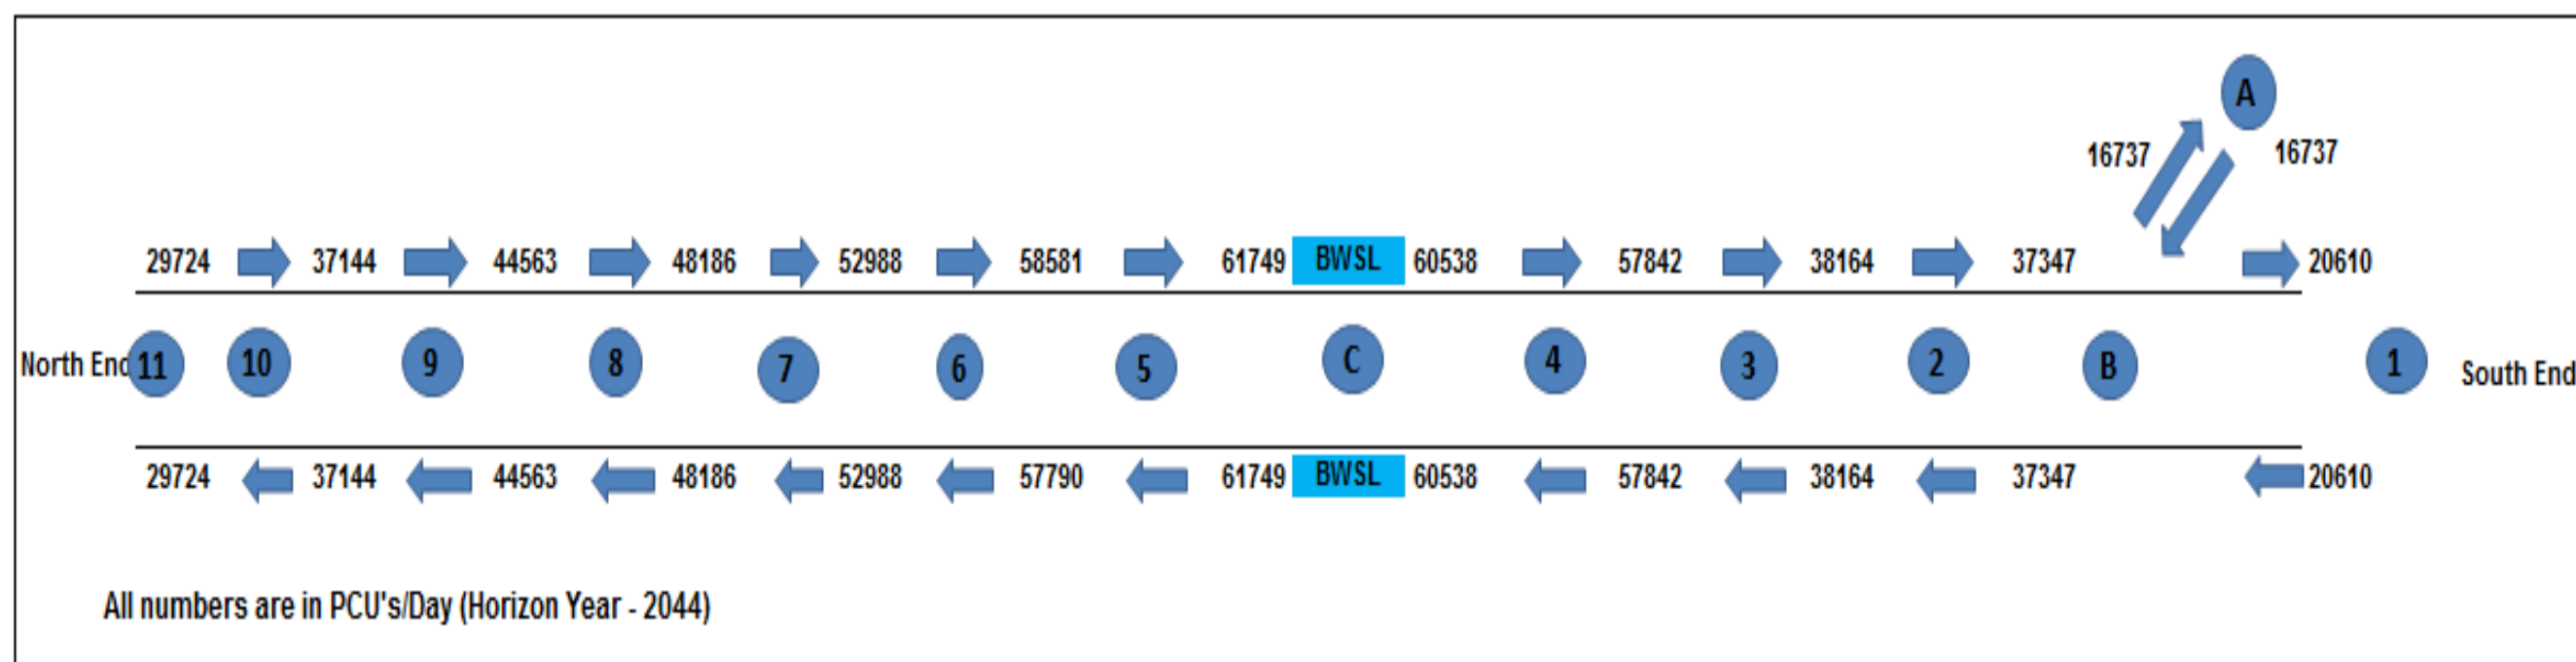 A
16737 16737
29724 37144 44563 48186 52988 58581 61749 BWSL 60538 57842 38164 37347 20610
North End 11 10 9 8 7 6 5 C 4 3 2 B 1 South End
29724 37144 44563 48186 52988 57790 61749 BWSL 60538 57842 38164 37347 20610
All numbers are in PCU's/Day (Horizon Year - 2044)